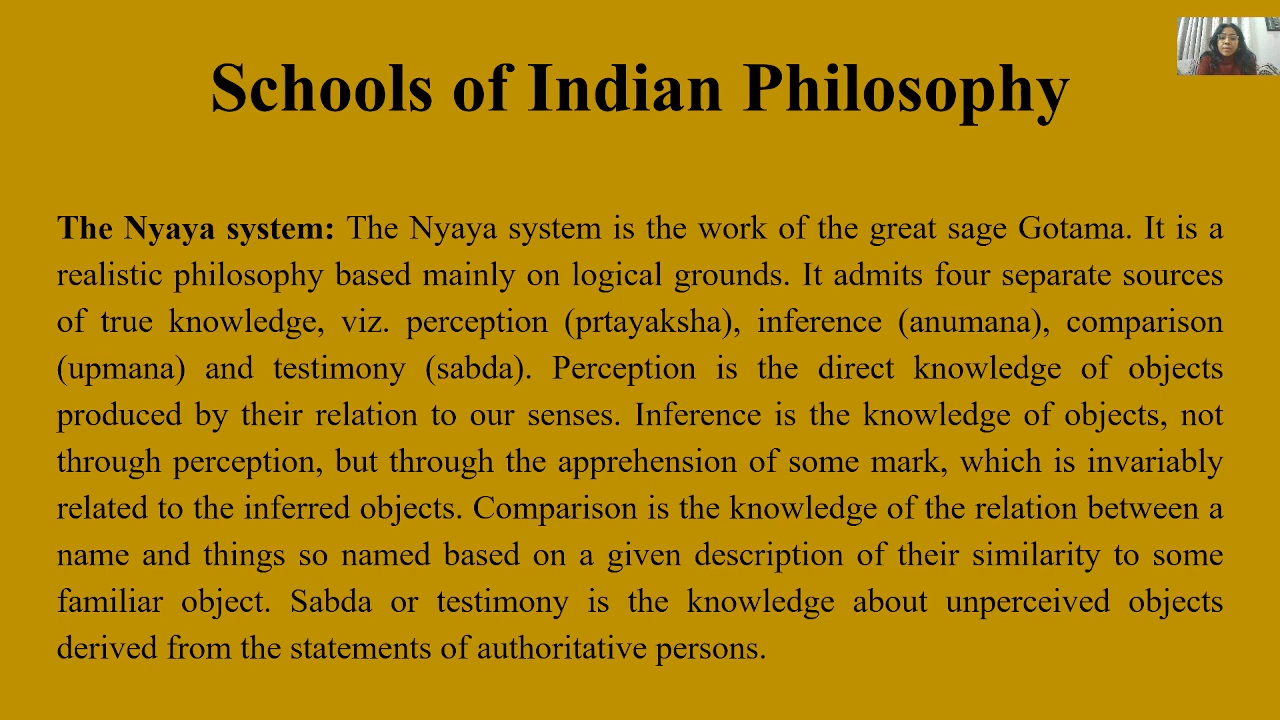 Schools of Indian Philosophy
The Nyaya system: The Nyaya system is the work of the great sage Gotama. It is a
realistic philosophy based mainly on logical grounds. It admits four separate sources
of true knowledge, viz. perception (prtayaksha), inference (anumana), comparison
(upmana) and testimony (sabda). Perception is the direct knowledge of objects
produced by their relation to our senses. Inference is the knowledge of objects, not
through perception, but through the apprehension of some mark, which is invariably
related to the inferred objects. Comparison is the knowledge of the relation between a
name and things so named based on a given description of their similarity to some
familiar object. Sabda or testimony is the knowledge about unperceived objects
derived from the statements of authoritative persons.